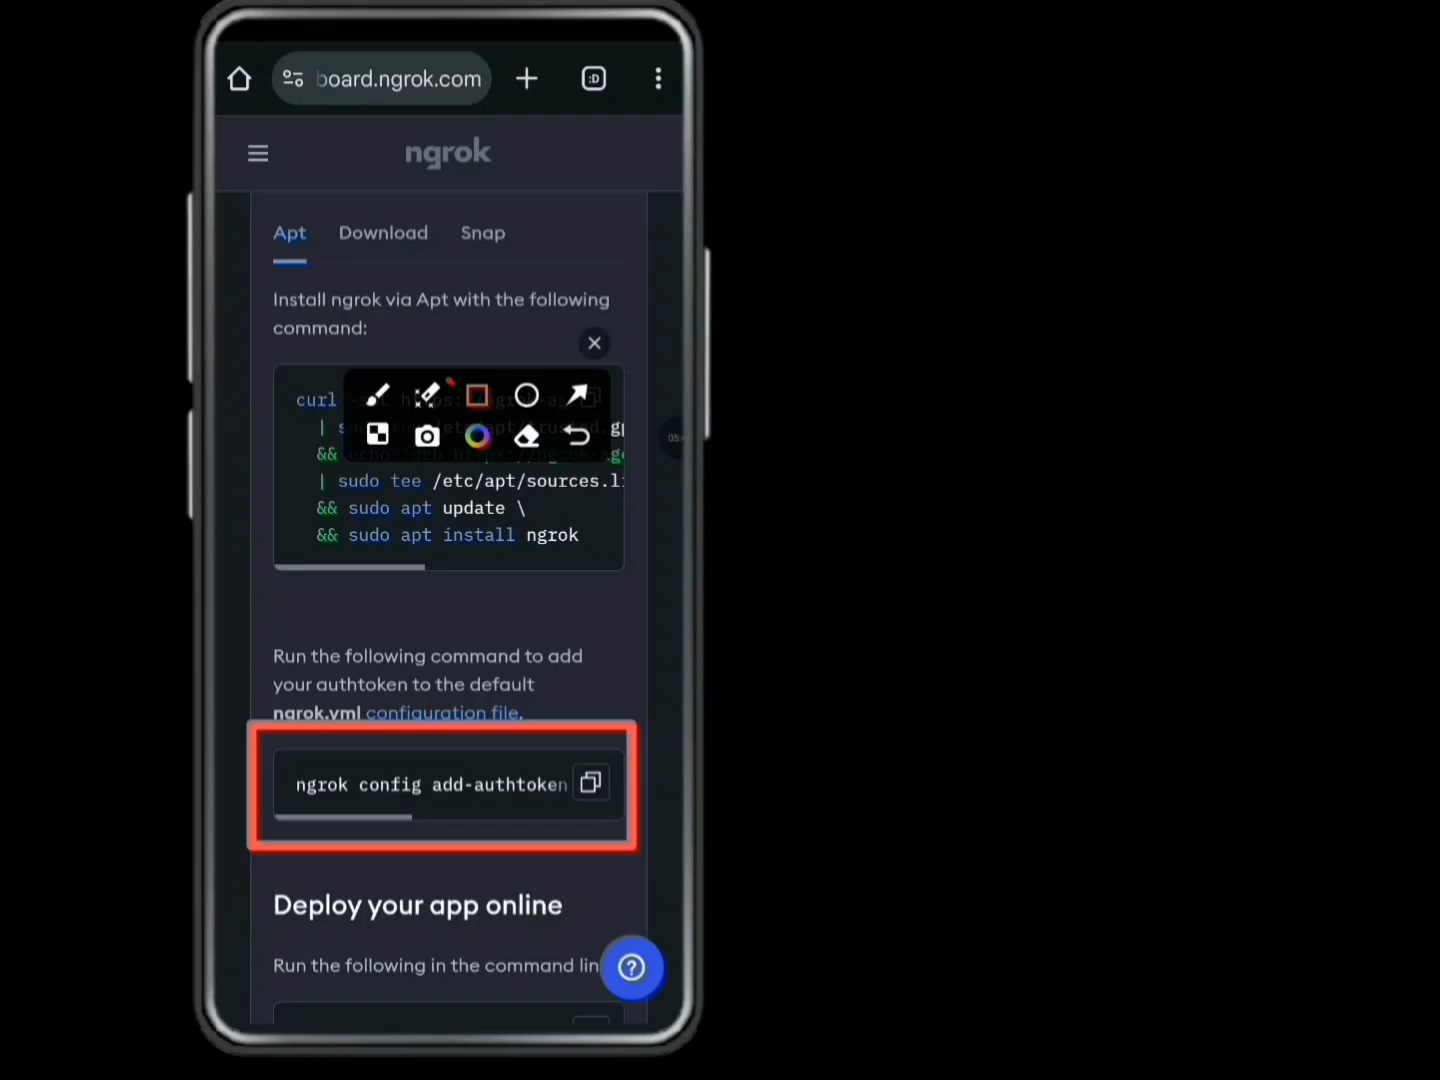 board.ngrok.com
:D
ngrok
Apt Download Snap
Install ngrok via Apt with the following
command:
curl
|
&&
| sudo tee /etc/apt/sources.li
&& sudo apt update \
&& sudo apt install ngrok
Run the following command to add
your authtoken to the default
ngrok.yml configuration file.
ngrok config add-authtoken
Deploy your app online
Run the following in the command lin
?